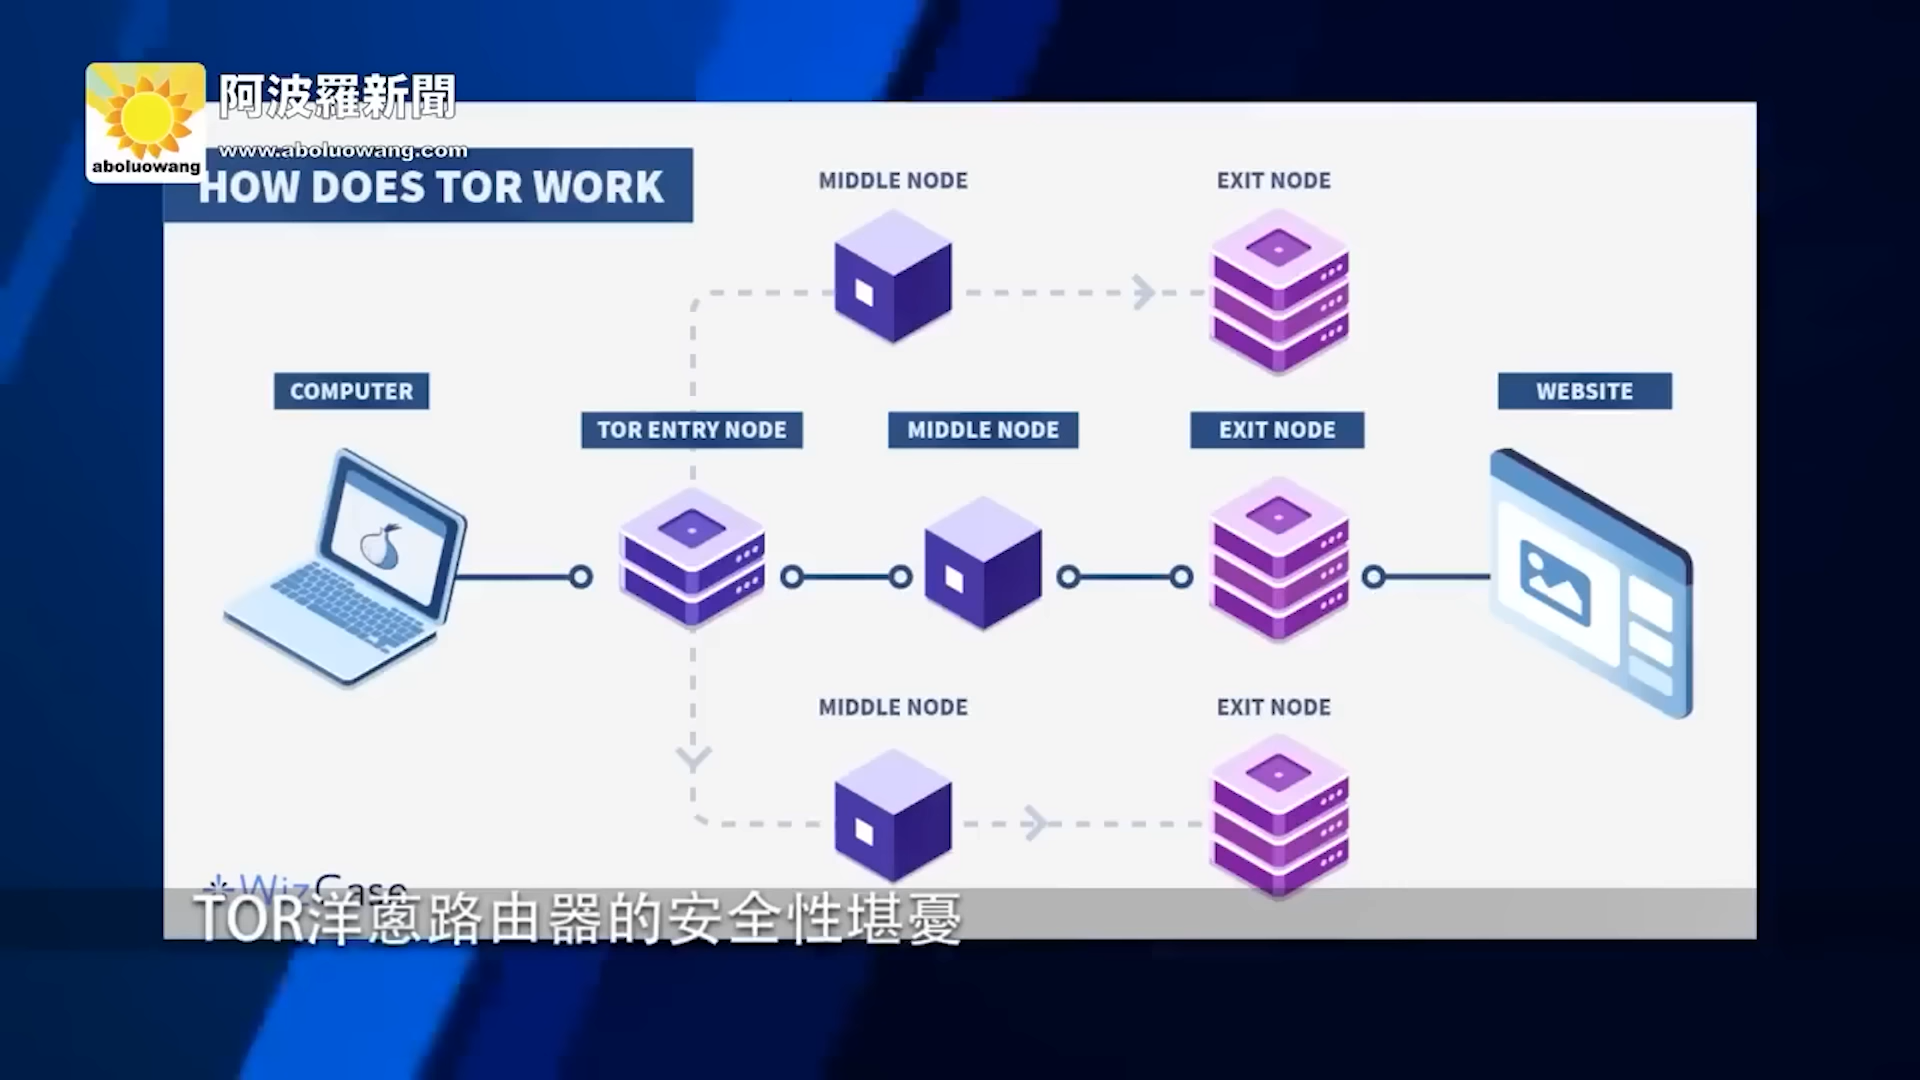 阿波羅新聞
www.aboluowang.com
aboluowang
HOW DOES TOR WORK
MIDDLE NODE
EXIT NODE
COMPUTER
WEBSITE
TOR ENTRY NODE
MIDDLE NODE
EXIT NODE
MIDDLE NODE
EXIT NODE
WizCase
TOR洋蔥路由器的安全性堪憂